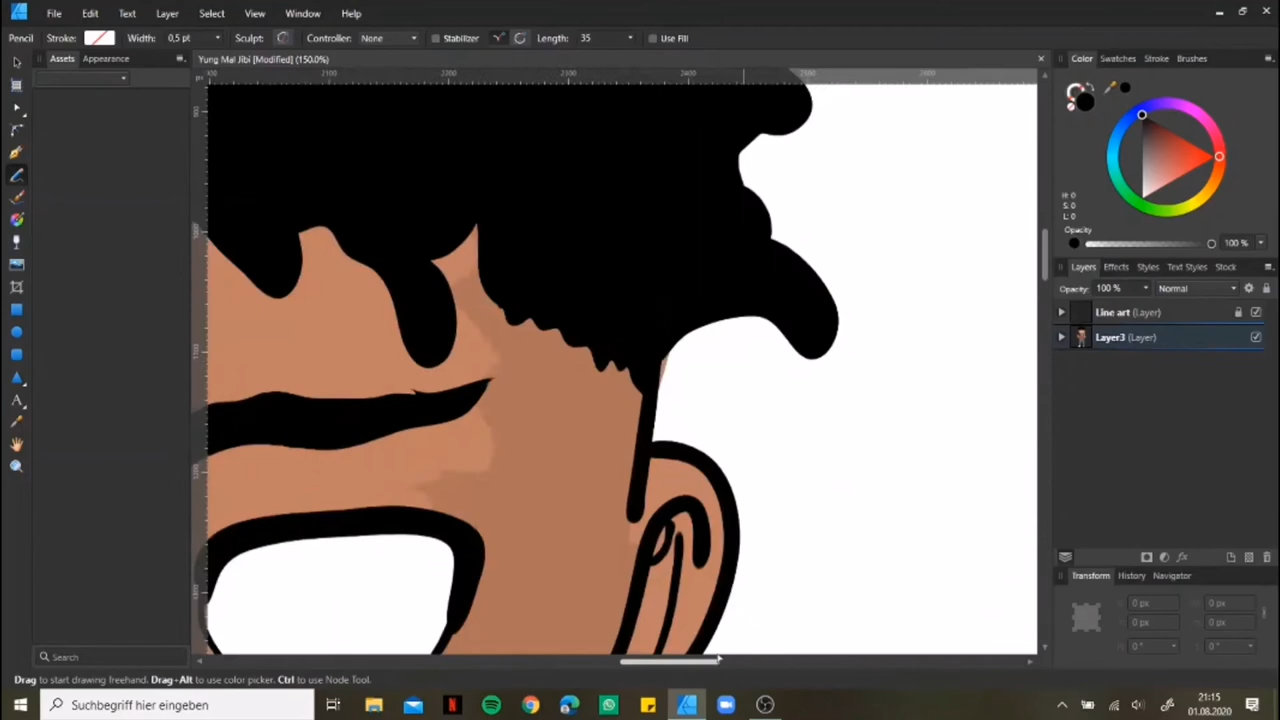 File Edit Text Layer Select View Window Help
Pencil Stroke: Width: 0,5 pt Sculpt: Controller: None Stabilizer Length: 35 Use Fill
Assets Appearance
Yung Mal Jibi [Modified] (150.0%)
Color Swatches Stroke Brushes
H: 0
S: 0
L: 0
Opacity
100 %
Layers Effects Styles Text Styles Stock
Opacity: 100 % Normal
Line art (Layer)
Layer3 (Layer)
Transform History Navigator
0 px 0 px
0 px 0 px
0 ° 0 °
Search
Drag to start drawing freehand. Drag+Alt to use color picker. Ctrl to use Node Tool.
Suchbegriff hier eingeben
21:15
01.08.2020